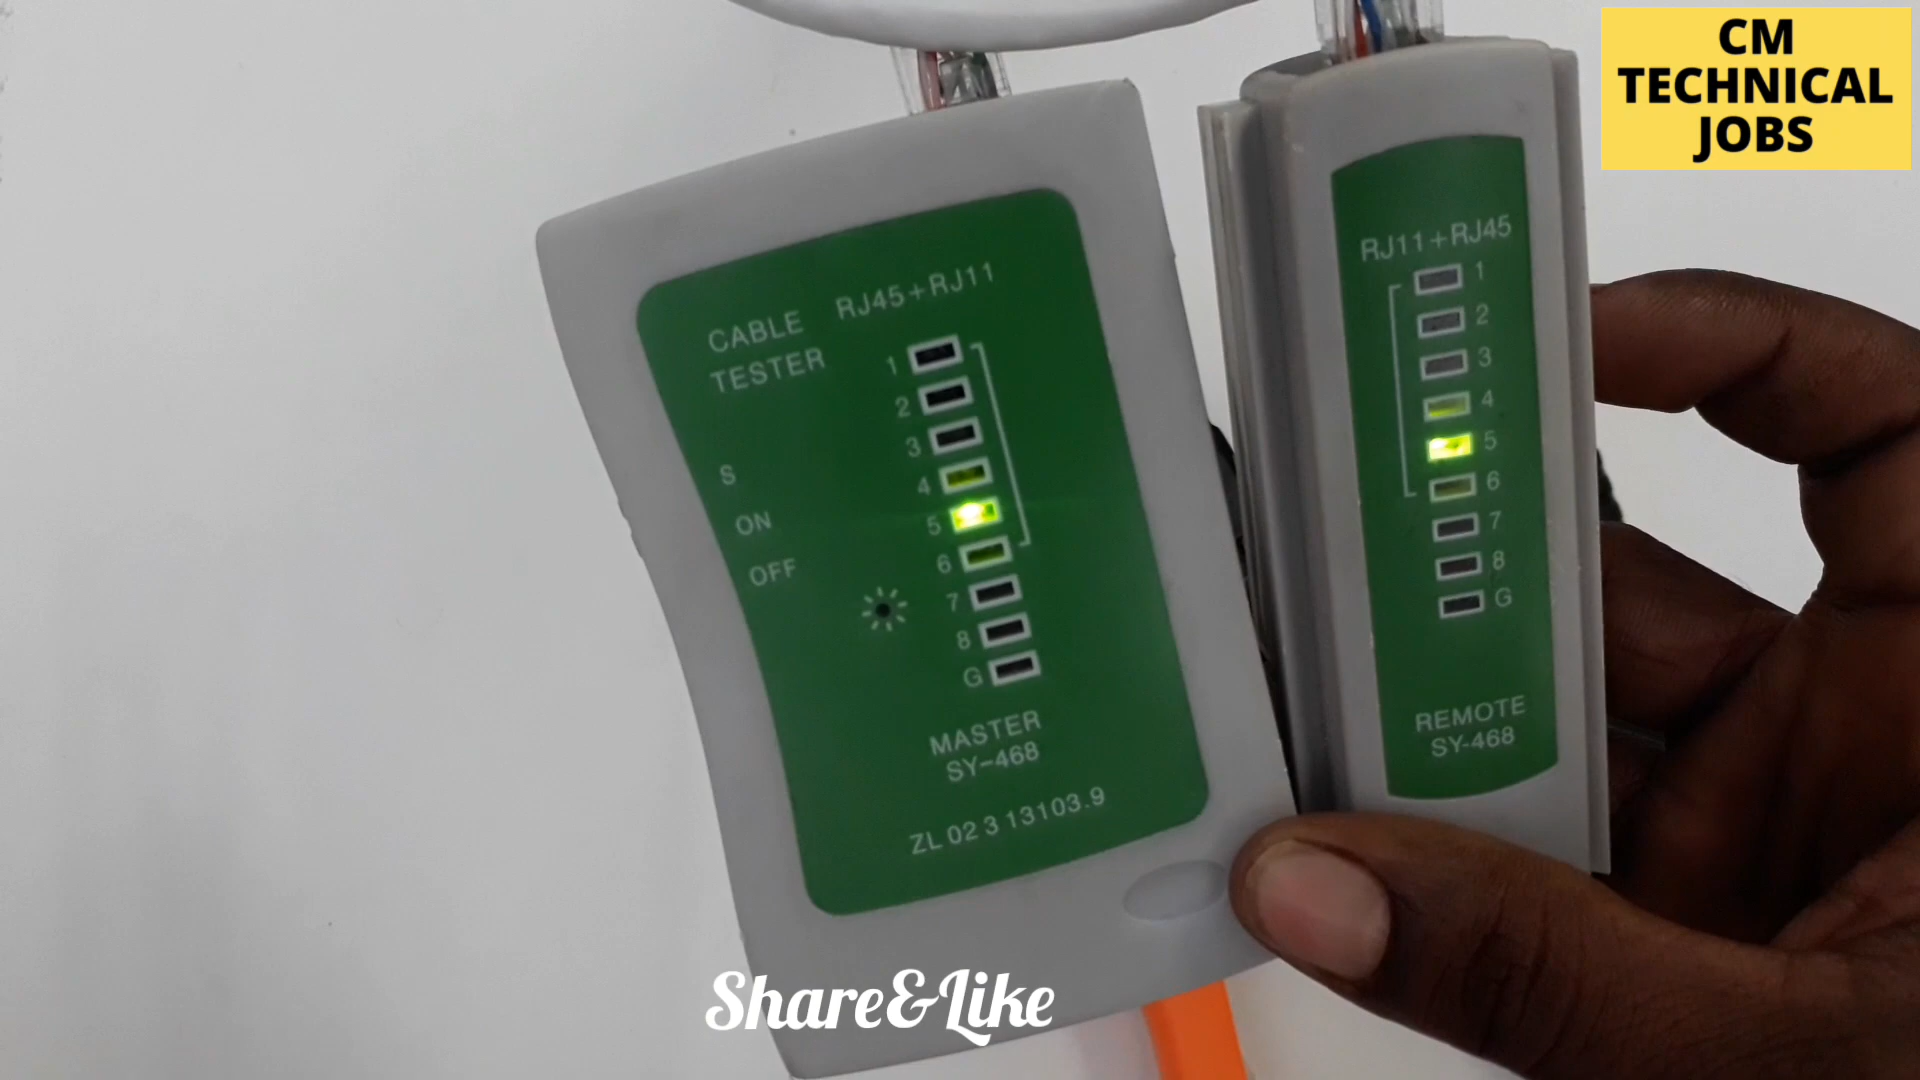 CM
TECHNICAL
JOBS
CABLE
TESTER
RJ45+RJ11
1
2
3
4
5
6
7
8
G
S
ON
OFF
MASTER
SY-468
ZL 02 3 13103.9
RJ11+RJ45
1
2
3
4
5
6
7
8
G
REMOTE
SY-468
Share&Like